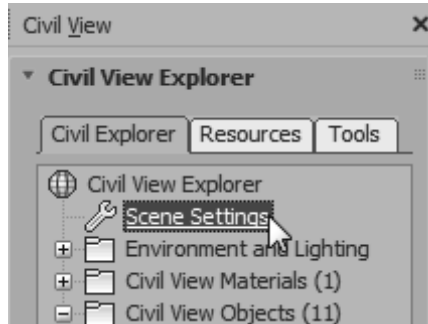 Civil View
Civil View Explorer
Civil Explorer Resources Tools
Civil View Explorer
Scene Settings
Environment and Lighting
Civil View Materials (1)
Civil View Objects (11)